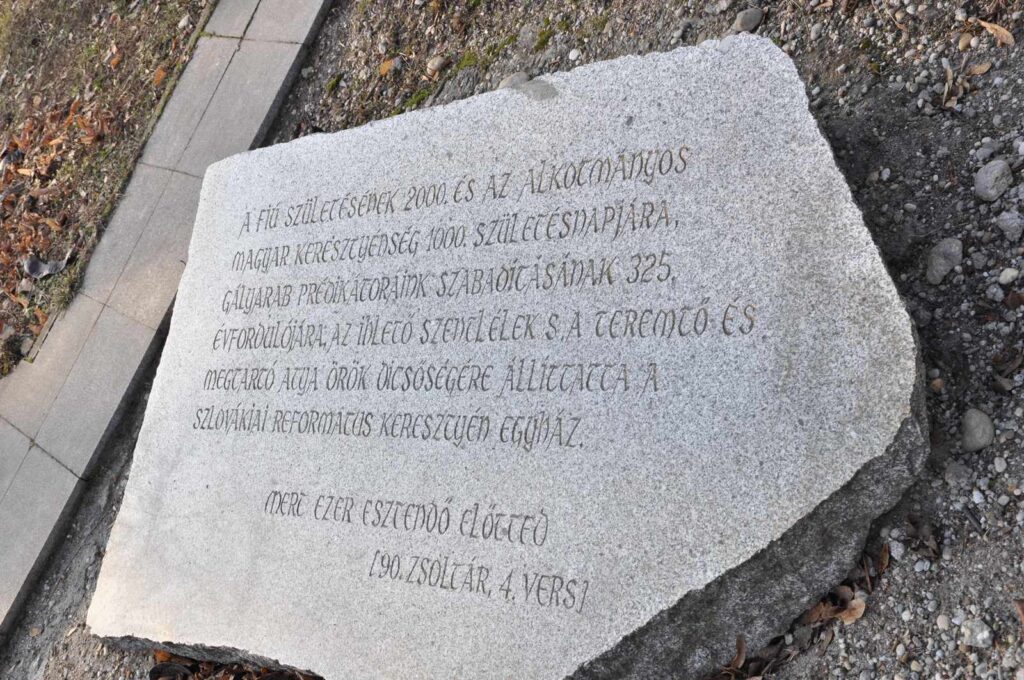 A FIÚ SZÜLETÉSÉNEK 2000. ÉS AZ ALKOTMÁNYOS
MAGYAR KERESZTYÉNSÉG 1000. SZÜLETÉSNAPJÁRA,
GÁLYARAB PRÉDIKÁTORAINK SZABADÍTÁSÁNAK 325.
ÉVFORDULÓJÁRA, AZ IHLETŐ SZENTLÉLEK S A TEREMTŐ ÉS
MEGTARTÓ ATYA ÖRÖK DICSŐSÉGÉRE ÁLLÍTTATTA A
SZLOVÁKIAI REFORMATUS KERESZTYÉN EGYHÁZ.
MERT EZER ESZTENDŐ ELŐTTED
[90. ZSOLTÁR, 4. VERS]